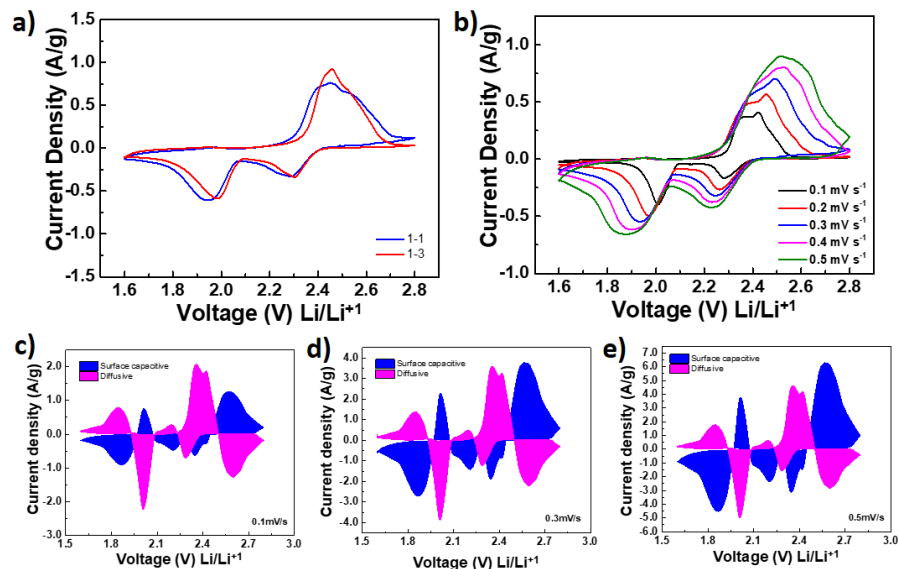 a)
Current Density (A/g)
1.5
1.0
0.5
0.0
-0.5
-1.0
-1.5
1-1
1-3
1.6
1.8
2.0
2.2
2.4
2.6
2.8
Voltage (V) Li/Li⁺¹
b)
Current Density (A/g)
1.0
0.5
0.0
-0.5
-1.0
0.1 mV s⁻¹
0.2 mV s⁻¹
0.3 mV s⁻¹
0.4 mV s⁻¹
0.5 mV s⁻¹
1.6
1.8
2.0
2.2
2.4
2.6
2.8
Voltage (V) Li/Li⁺¹
c)
Current density (A/g)
2.0
1.0
0.0
-1.0
-2.0
-3.0
Surface capacitive
Diffusive
0.1mV/s
1.5
1.8
2.1
2.4
2.7
3.0
Voltage (V) Li/Li⁺¹
d)
Current density (A/g)
4.0
3.0
2.0
1.0
0.0
-1.0
-2.0
-3.0
-4.0
Surface capacitive
Diffusive
0.3mV/s
1.5
1.8
2.1
2.4
2.7
3.0
Voltage (V) Li/Li⁺¹
e)
Current density (A/g)
7.0
6.0
5.0
4.0
3.0
2.0
1.0
0.0
-1.0
-2.0
-3.0
-4.0
-5.0
-6.0
Surface capacitive
Diffusive
0.5mV/s
1.5
1.8
2.1
2.4
2.7
3.0
Voltage (V) Li/Li⁺¹